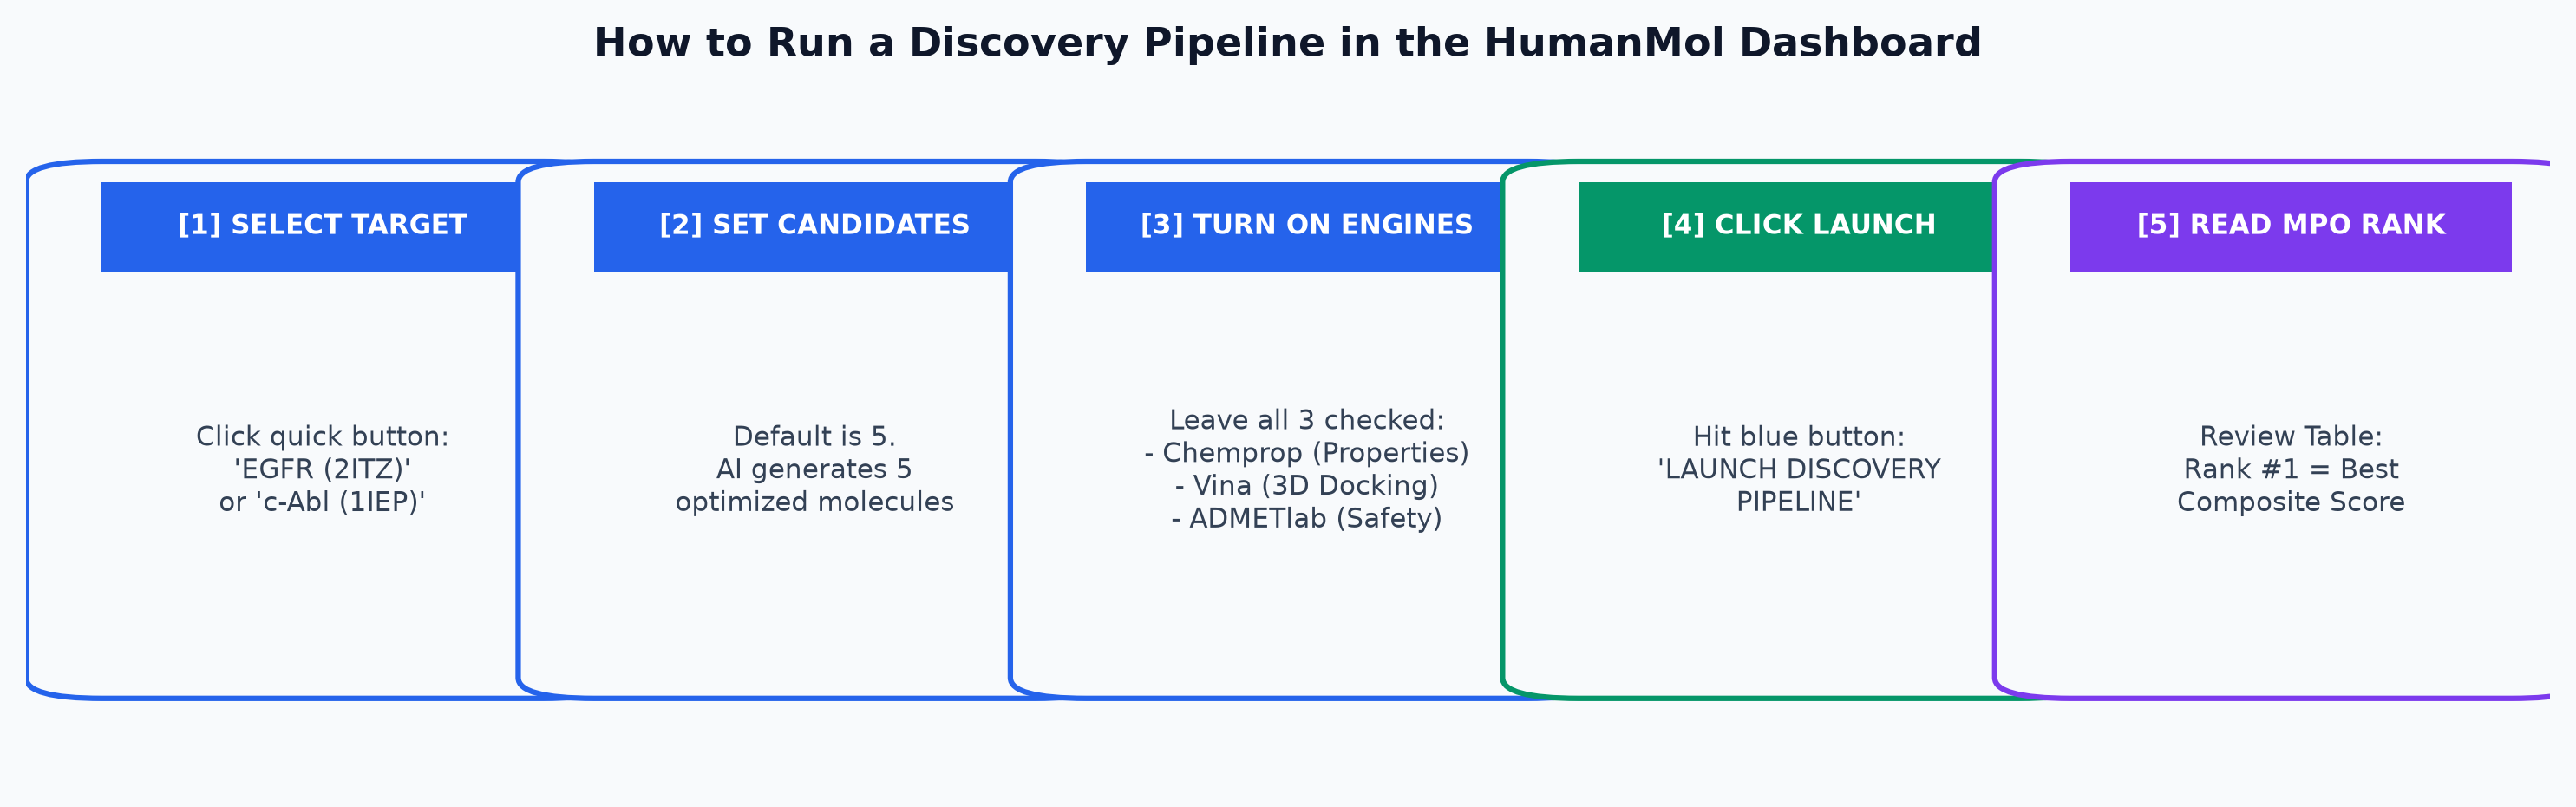 How to Run a Discovery Pipeline in the HumanMol Dashboard
[1] SELECT TARGET
Click quick button:
'EGFR (2ITZ)'
or 'c-Abl (1IEP)'
[2] SET CANDIDATES
Default is 5.
AI generates 5
optimized molecules
[3] TURN ON ENGINES
Leave all 3 checked:
- Chemprop (Properties)
- Vina (3D Docking)
- ADMETlab (Safety)
[4] CLICK LAUNCH
Hit blue button:
'LAUNCH DISCOVERY
PIPELINE'
[5] READ MPO RANK
Review Table:
Rank #1 = Best
Composite Score